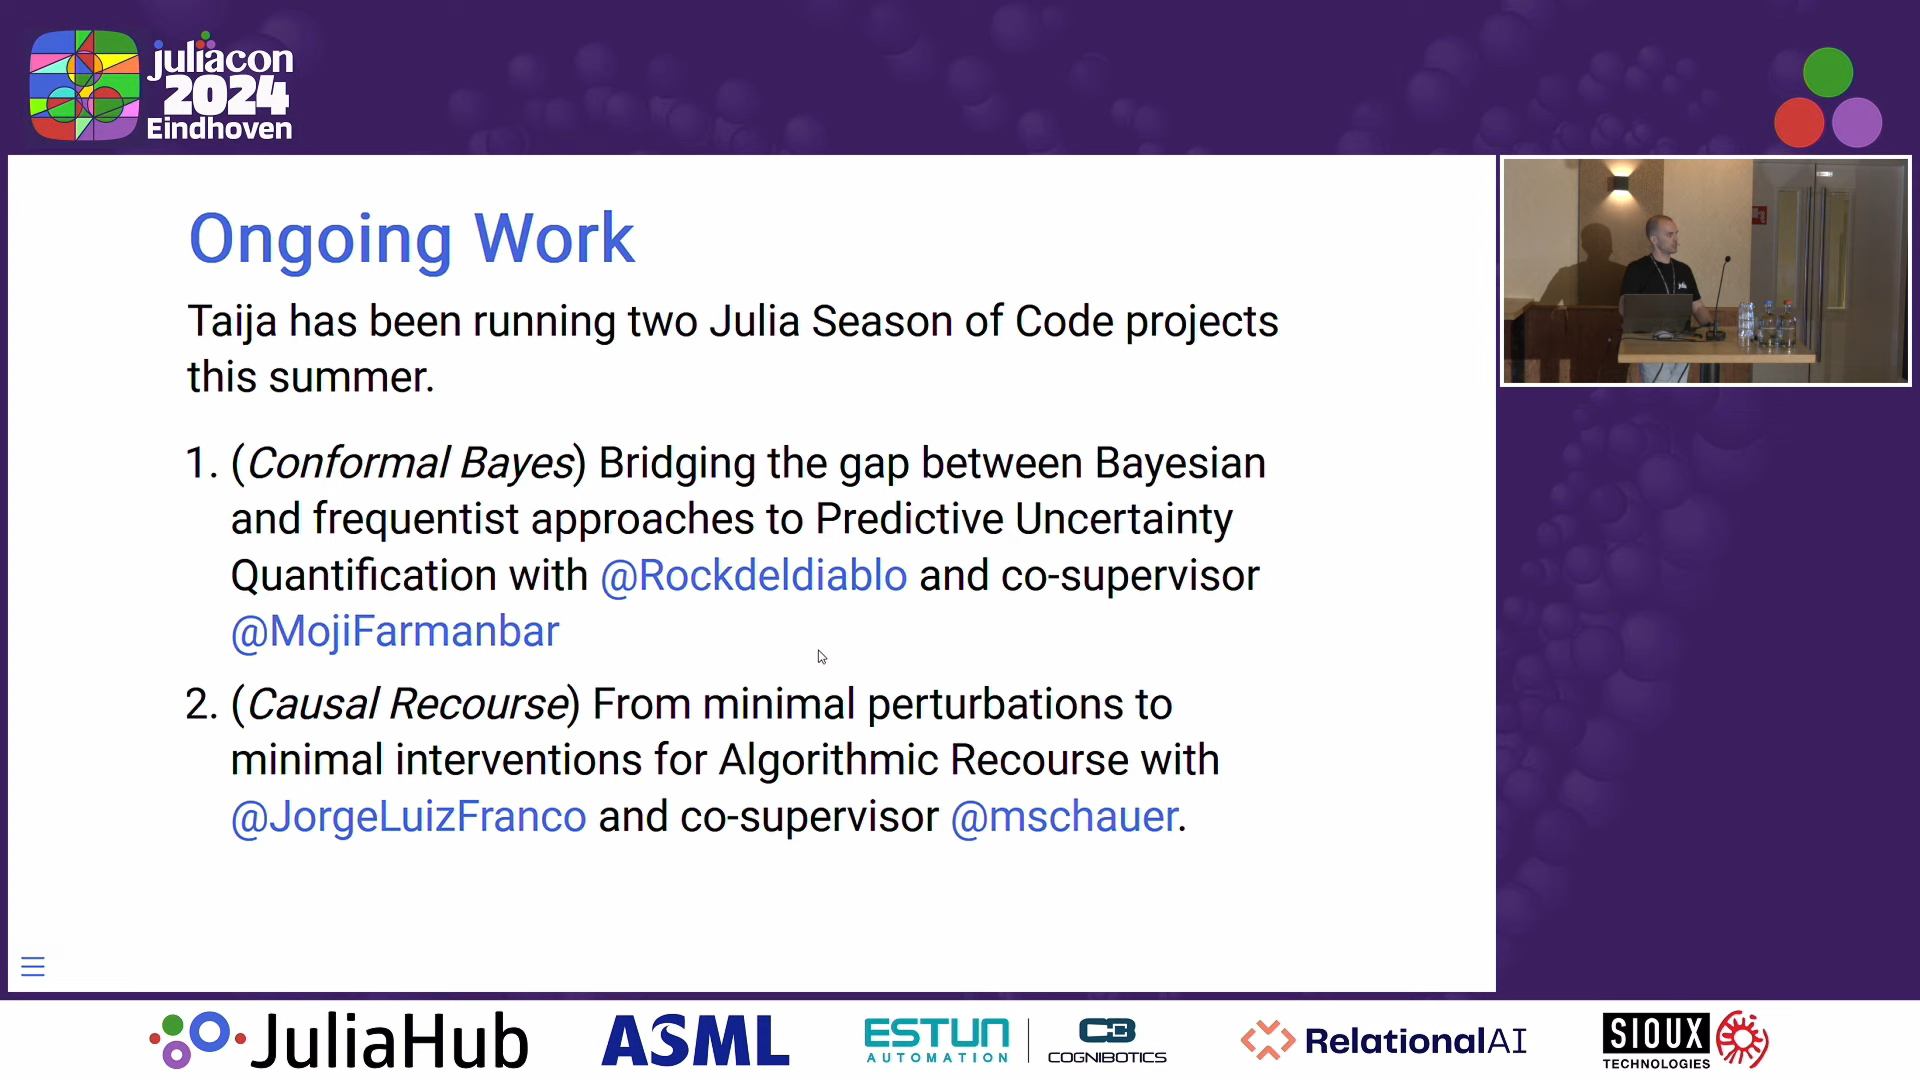 juliacon
2024
Eindhoven
Ongoing Work
Taija has been running two Julia Season of Code projects
this summer.
1. (Conformal Bayes) Bridging the gap between Bayesian
and frequentist approaches to Predictive Uncertainty
Quantification with @Rockdeldiablo and co-supervisor
@MojiFarmanbar
2. (Causal Recourse) From minimal perturbations to
minimal interventions for Algorithmic Recourse with
@JorgeLuizFranco and co-supervisor @mschauer.
JuliaHub
ASML
ESTUN
AUTOMATION
COGNIBOTICS
RelationalAI
SIOUX
TECHNOLOGIES